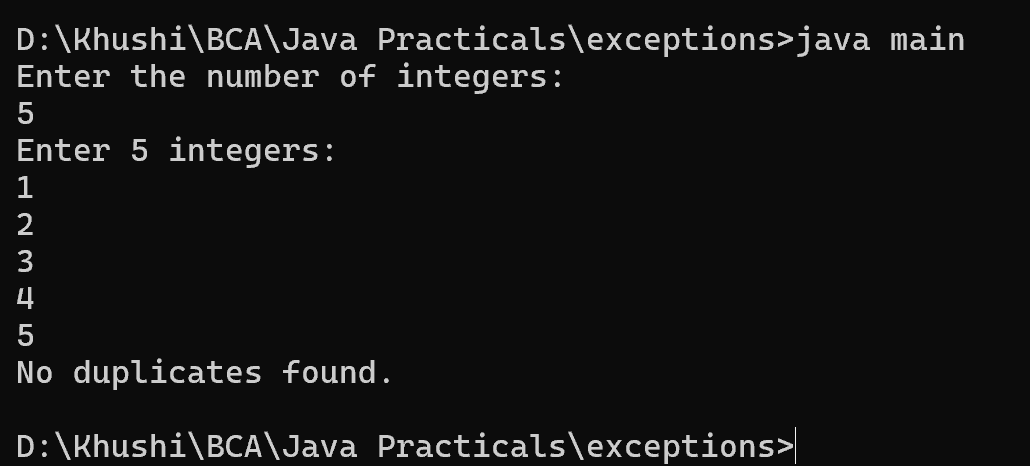 D:\Khushi\BCA\Java Practicals\exceptions>java main
Enter the number of integers:
5
Enter 5 integers:
1
2
3
4
5
No duplicates found.
D:\Khushi\BCA\Java Practicals\exceptions>